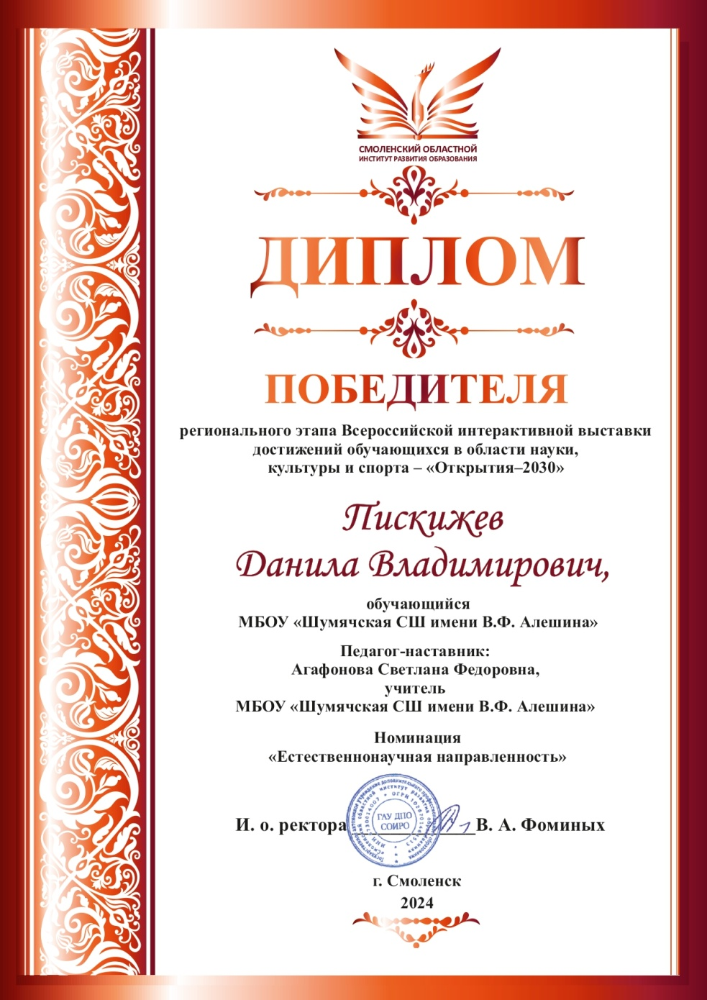 СМОЛЕНСКИЙ ОБЛАСТНОЙ
ИНСТИТУТ РАЗВИТИЯ ОБРАЗОВАНИЯ
ДИПЛОМ
ПОБЕДИТЕЛЯ
регионального этапа Всероссийской интерактивной выставки
достижений обучающихся в области науки,
культуры и спорта – «Открытия–2030»
Пискижев
Данила Владимирович,
обучающийся
МБОУ «Шумячская СШ имени В.Ф. Алешина»
Педагог-наставник:
Агафонова Светлана Федоровна,
учитель
МБОУ «Шумячская СШ имени В.Ф. Алешина»
Номинация
«Естественнонаучная направленность»
И. о. ректора В. А. Фоминых
ГАУ ДПО
СОИРО
г. Смоленск
2024